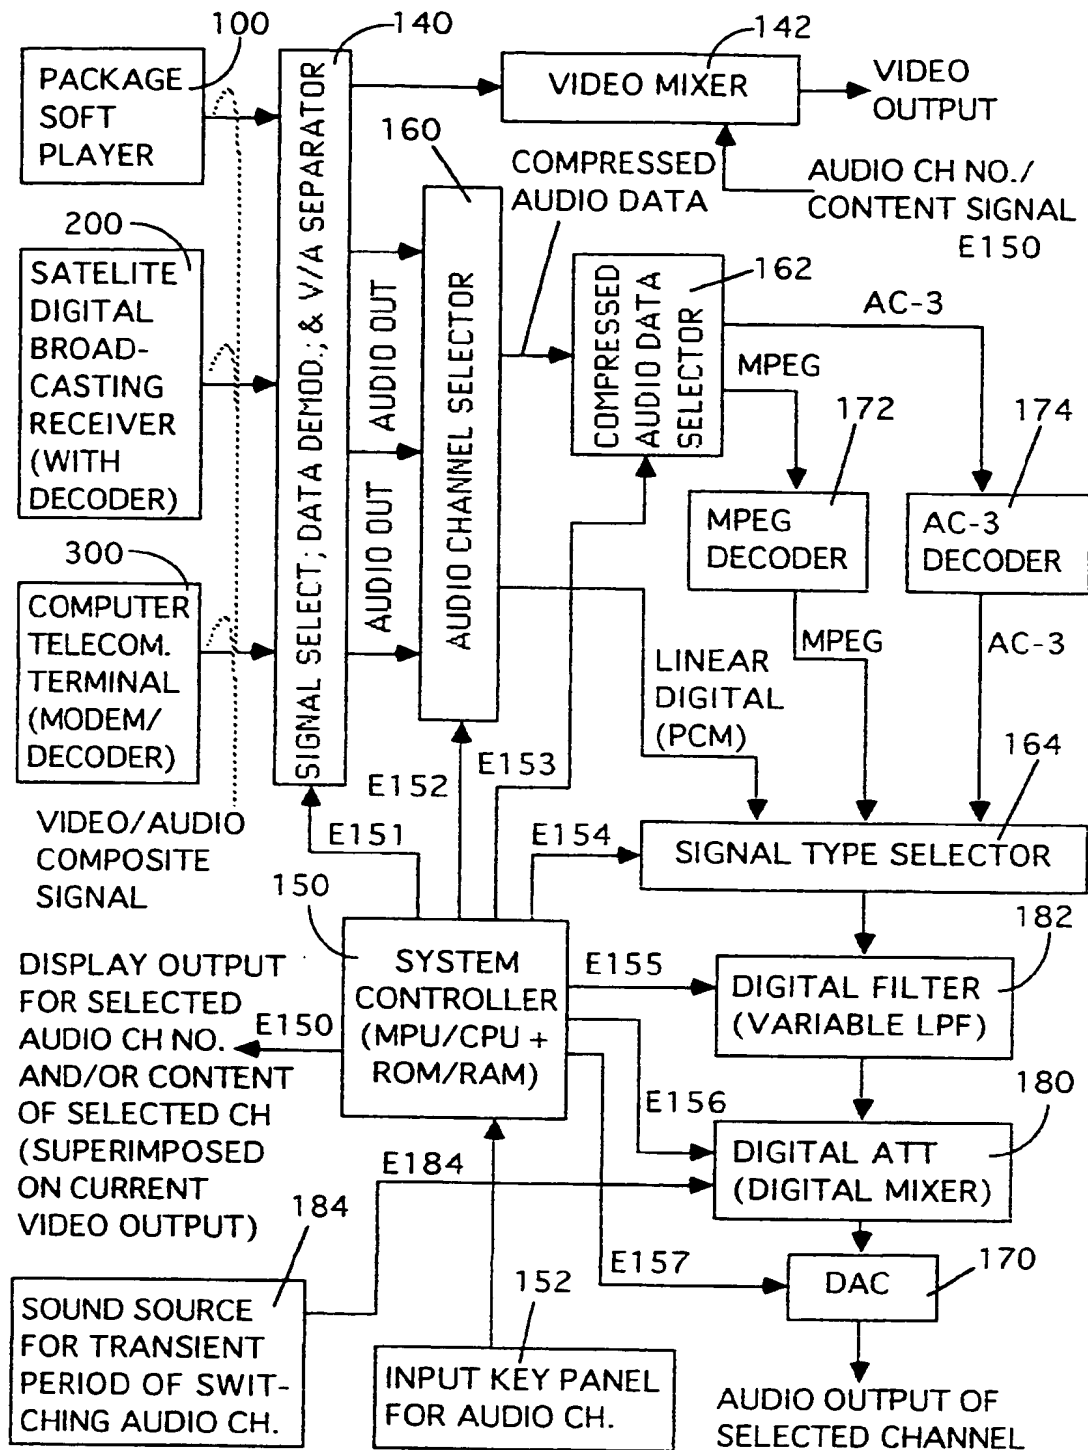 100
PACKAGE
SOFT
PLAYER
140
142
VIDEO MIXER
VIDEO
OUTPUT
160
COMPRESSED
AUDIO DATA
AUDIO CH NO./
CONTENT SIGNAL
E150
200
SATELITE
DIGITAL
BROAD-
CASTING
RECEIVER
(WITH
DECODER)
SIGNAL SELECT; DATA DEMOD.; & V/A SEPARATOR
AUDIO OUT
AUDIO OUT
AUDIO CHANNEL SELECTOR
162
COMPRESSED
AUDIO DATA
SELECTOR
AC-3
MPEG
172
174
MPEG
DECODER
AC-3
DECODER
300
COMPUTER
TELECOM.
TERMINAL
(MODEM/
DECODER)
MPEG
AC-3
LINEAR
DIGITAL
(PCM)
164
VIDEO/AUDIO
COMPOSITE
SIGNAL
E151
E152
E153
E154
SIGNAL TYPE SELECTOR
150
SYSTEM
CONTROLLER
(MPU/CPU +
ROM/RAM)
182
E155
DIGITAL FILTER
(VARIABLE LPF)
DISPLAY OUTPUT
FOR SELECTED
AUDIO CH NO.
AND/OR CONTENT
OF SELECTED CH
(SUPERIMPOSED
ON CURRENT
VIDEO OUTPUT)
E150
E156
180
E184
DIGITAL ATT
(DIGITAL MIXER)
184
E157
DAC
170
152
SOUND SOURCE
FOR TRANSIENT
PERIOD OF SWIT-
CHING AUDIO CH.
INPUT KEY PANEL
FOR AUDIO CH.
AUDIO OUTPUT OF
SELECTED CHANNEL